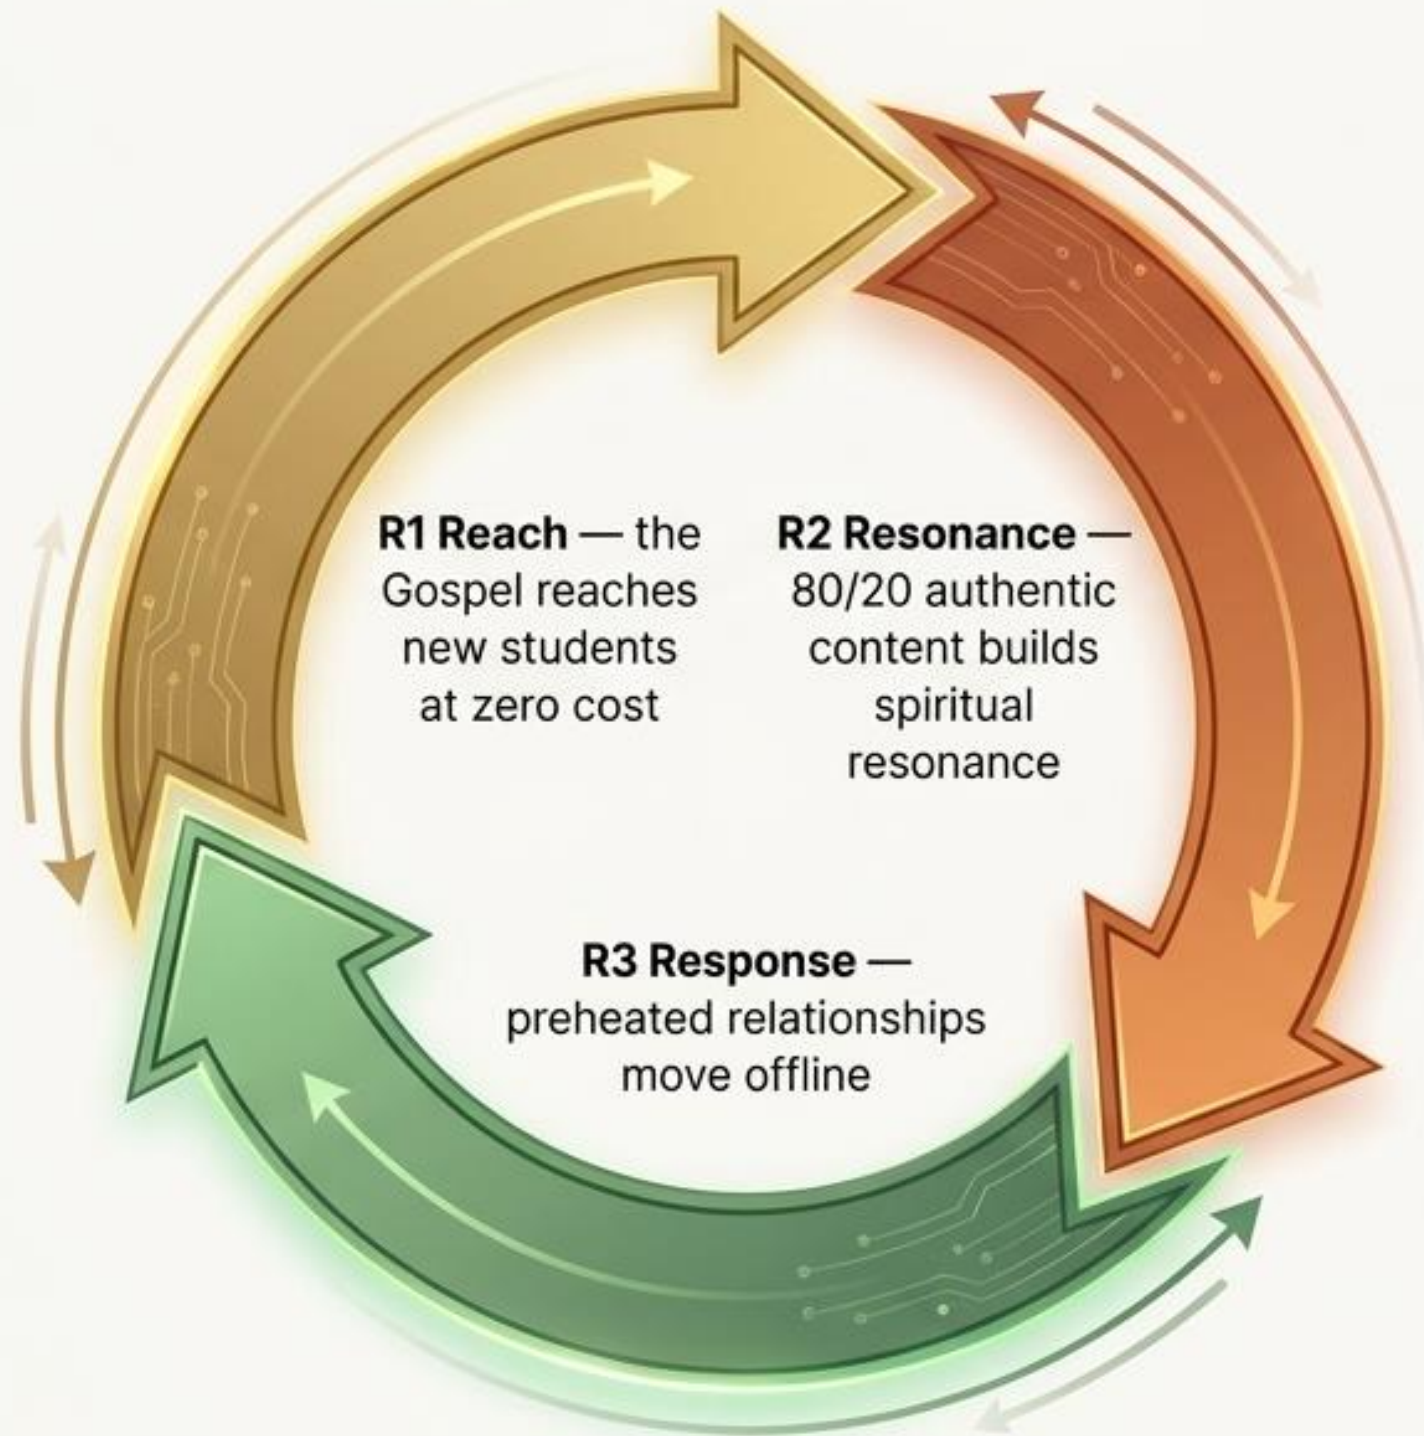 R1 Reach — the
Gospel reaches
new students
at zero cost
R2 Resonance —
80/20 authentic
content builds
spiritual
resonance
R3 Response —
preheated relationships
move offline